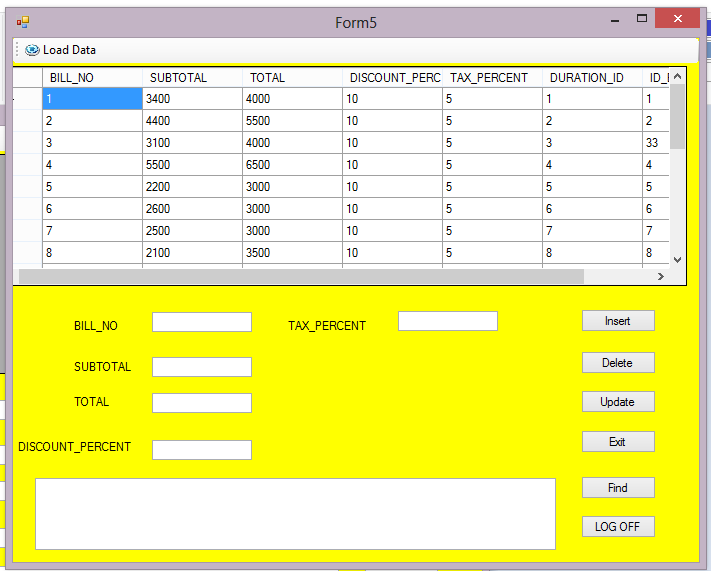 Form5
Load Data
BILL_NO SUBTOTAL TOTAL DISCOUNT_PERC TAX_PERCENT DURATION_ID
1 3400 4000 10 5 1 1
2 4400 5500 10 5 2 2
3 3100 4000 10 5 3 33
4 5500 6500 10 5 4 4
5 2200 3000 10 5 5 5
6 2600 3000 10 5 6 6
7 2500 3000 10 5 7 7
8 2100 3500 10 5 8 8
BILL_NO TAX_PERCENT Insert
SUBTOTAL Delete
TOTAL Update
DISCOUNT_PERCENT Exit
Find
LOG OFF